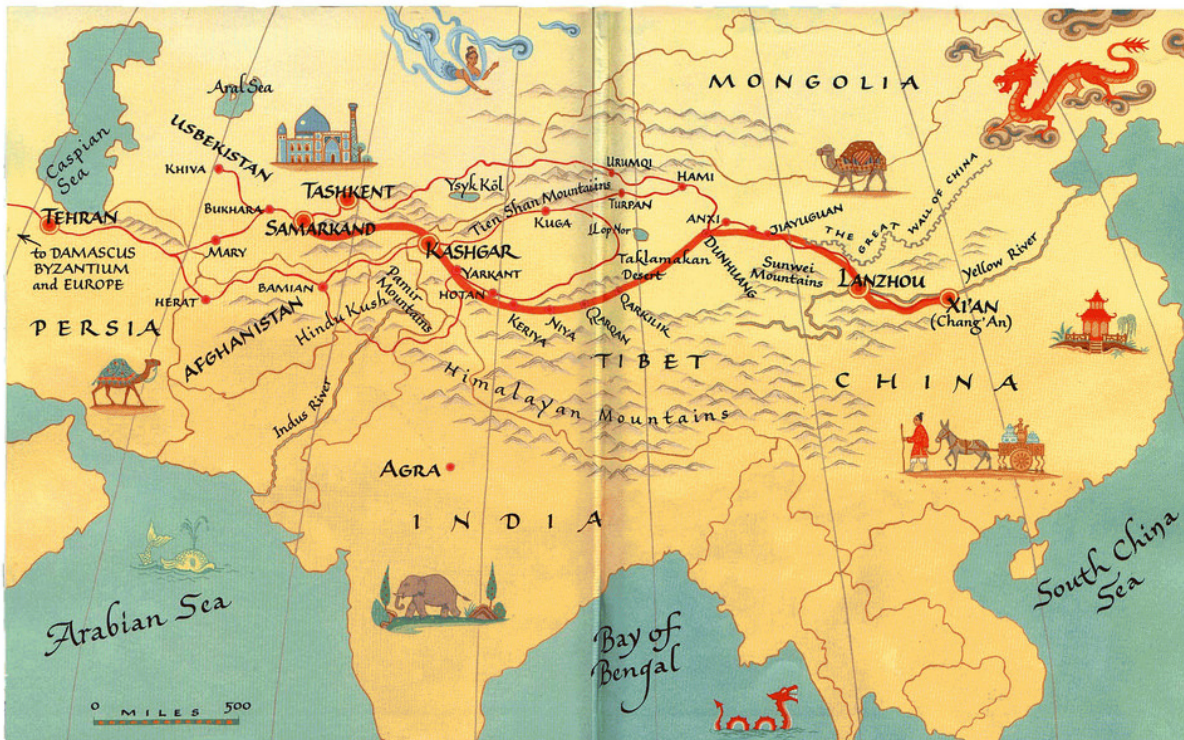 MONGOLIA
Aral Sea
Caspian
Sea
USBEKISTAN
KHIVA
TASHKENT
Ysyk Köl
URUMQI
HAMI
Tien Shan Mountains
TURPAN
BUKHARA
SAMARKAND
KUGA
Lop Nor
ANXI
JIAYUGUAN
THE GREAT WALL OF CHINA
TEHRAN
to DAMASCUS
BYZANTIUM
and EUROPE
MARY
KASHGAR
YARKANT
Taklamakan
Desert
DUNHUANG
Sunwei
Mountains
LANZHOU
Yellow River
XI'AN
(Chang'An)
HERAT
BAMIAN
Pamir
Mountains
HOTAN
KERIYA
NIYA
QARQAN
QARKILIK
PERSIA
AFGHANISTAN
Hindu Kush
TIBET
Himalayan Mountains
CHINA
Indus River
AGRA
INDIA
Arabian Sea
Bay of
Bengal
South China
Sea
0 MILES 500